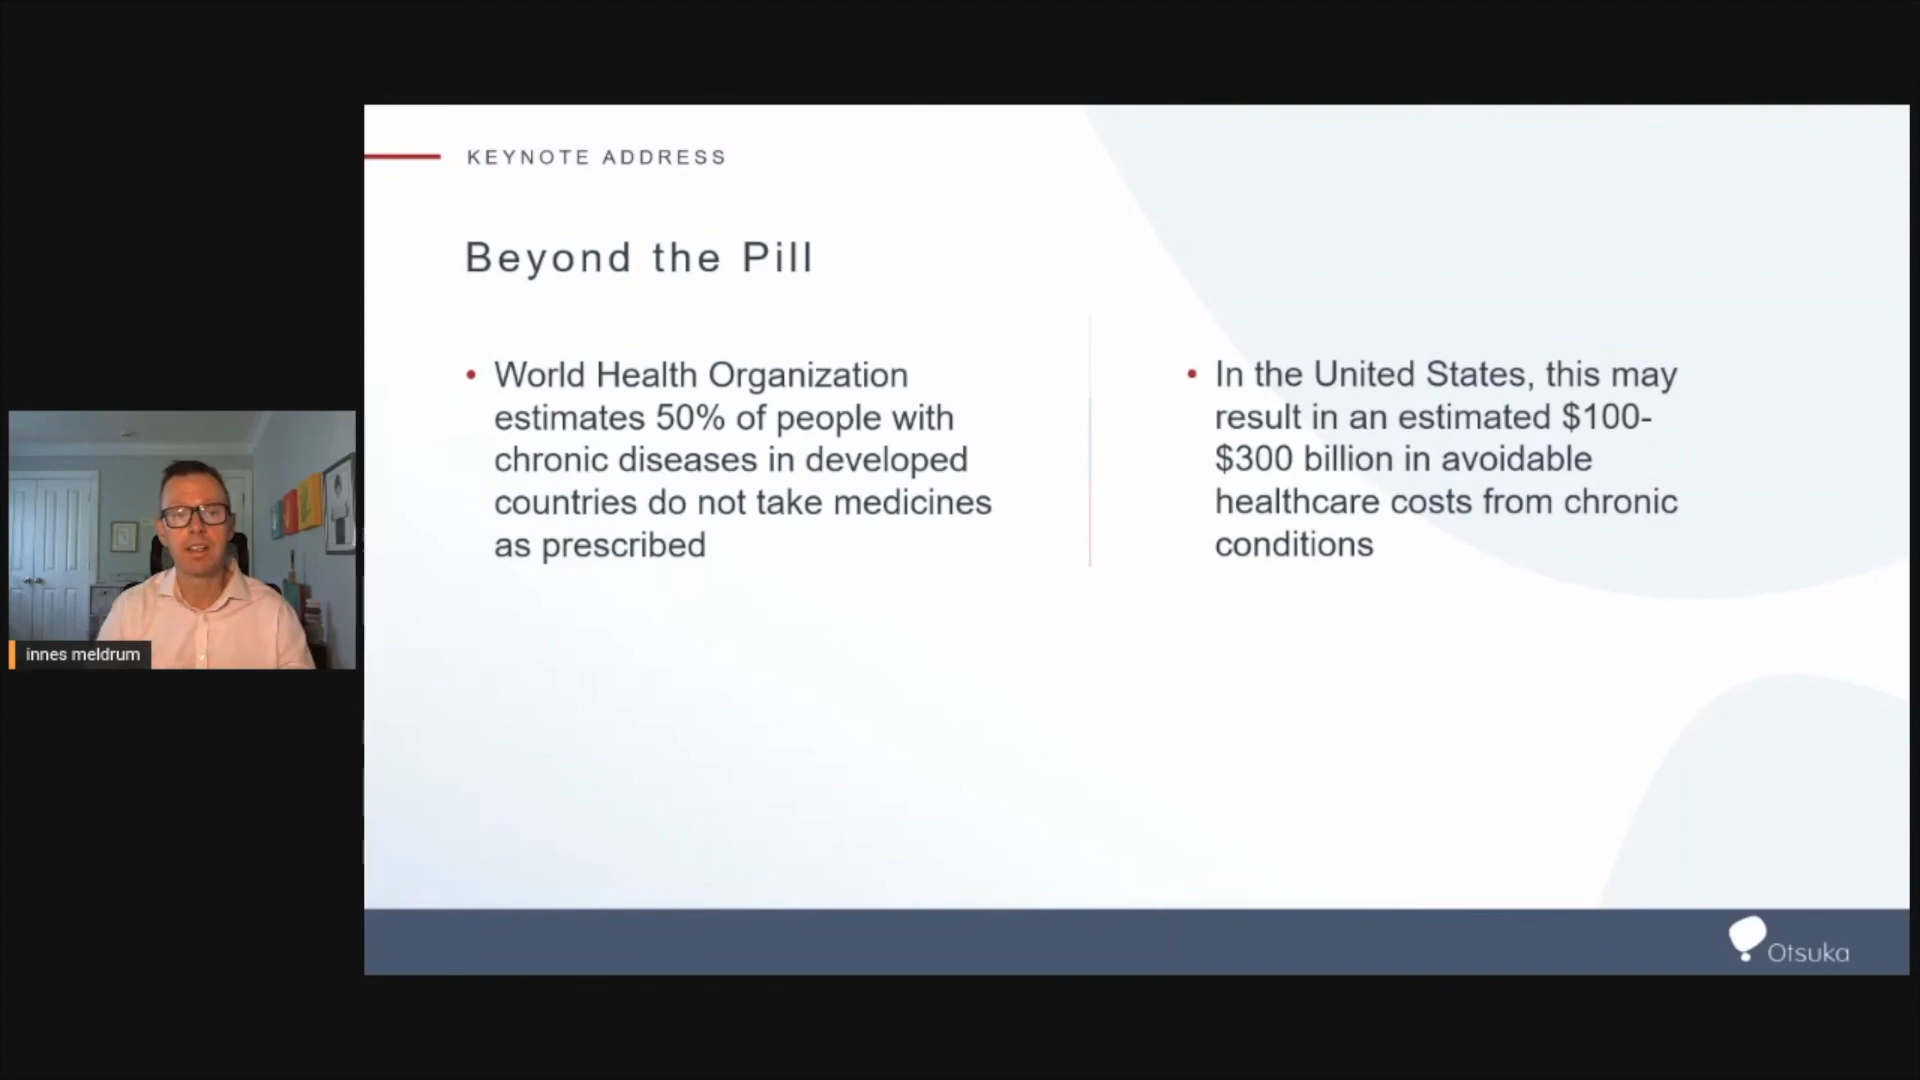 KEYNOTE ADDRESS
Beyond the Pill
• World Health Organization
estimates 50% of people with
chronic diseases in developed
countries do not take medicines
as prescribed
• In the United States, this may
result in an estimated $100-
$300 billion in avoidable
healthcare costs from chronic
conditions
innes meldrum
Otsuka